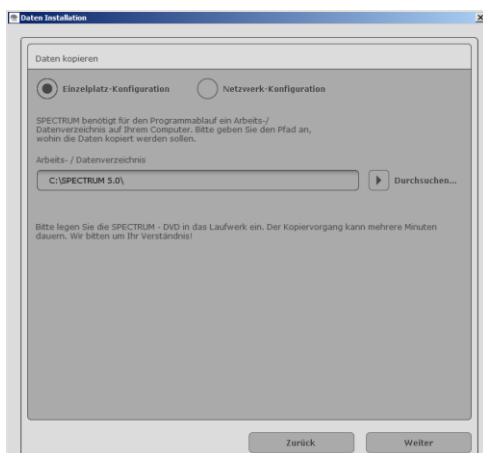 Daten Installation
Daten kopieren
Einzelplatz-Konfiguration Netzwerk-Konfiguration
SPECTRUM benötigt für den Programmablauf ein Arbeits-/
Datenverzeichnis auf Ihrem Computer. Bitte geben Sie den Pfad an,
wohin die Daten kopiert werden sollen.
Arbeits- / Datenverzeichnis
C:\SPECTRUM 5.0\ Durchsuchen...
Bitte legen Sie die SPECTRUM - DVD in das Laufwerk ein. Der Kopiervorgang kann mehrere Minuten
dauern. Wir bitten um Ihr Verständnis!
Zurück Weiter